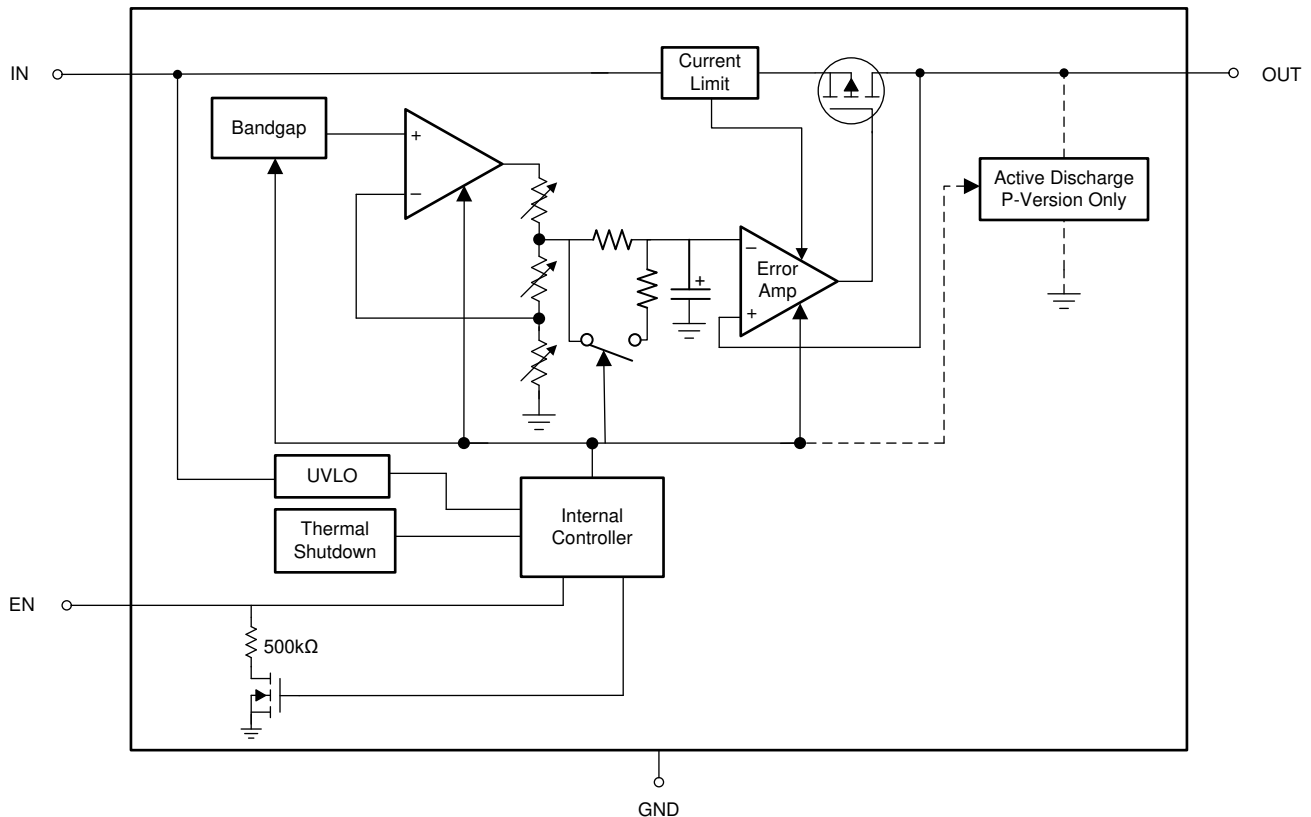 IN
Current
Limit
OUT
Bandgap
+
−
Active Discharge
P-Version Only
−
+
Error
Amp
+
UVLO
Internal
Controller
Thermal
Shutdown
EN
500kΩ
GND